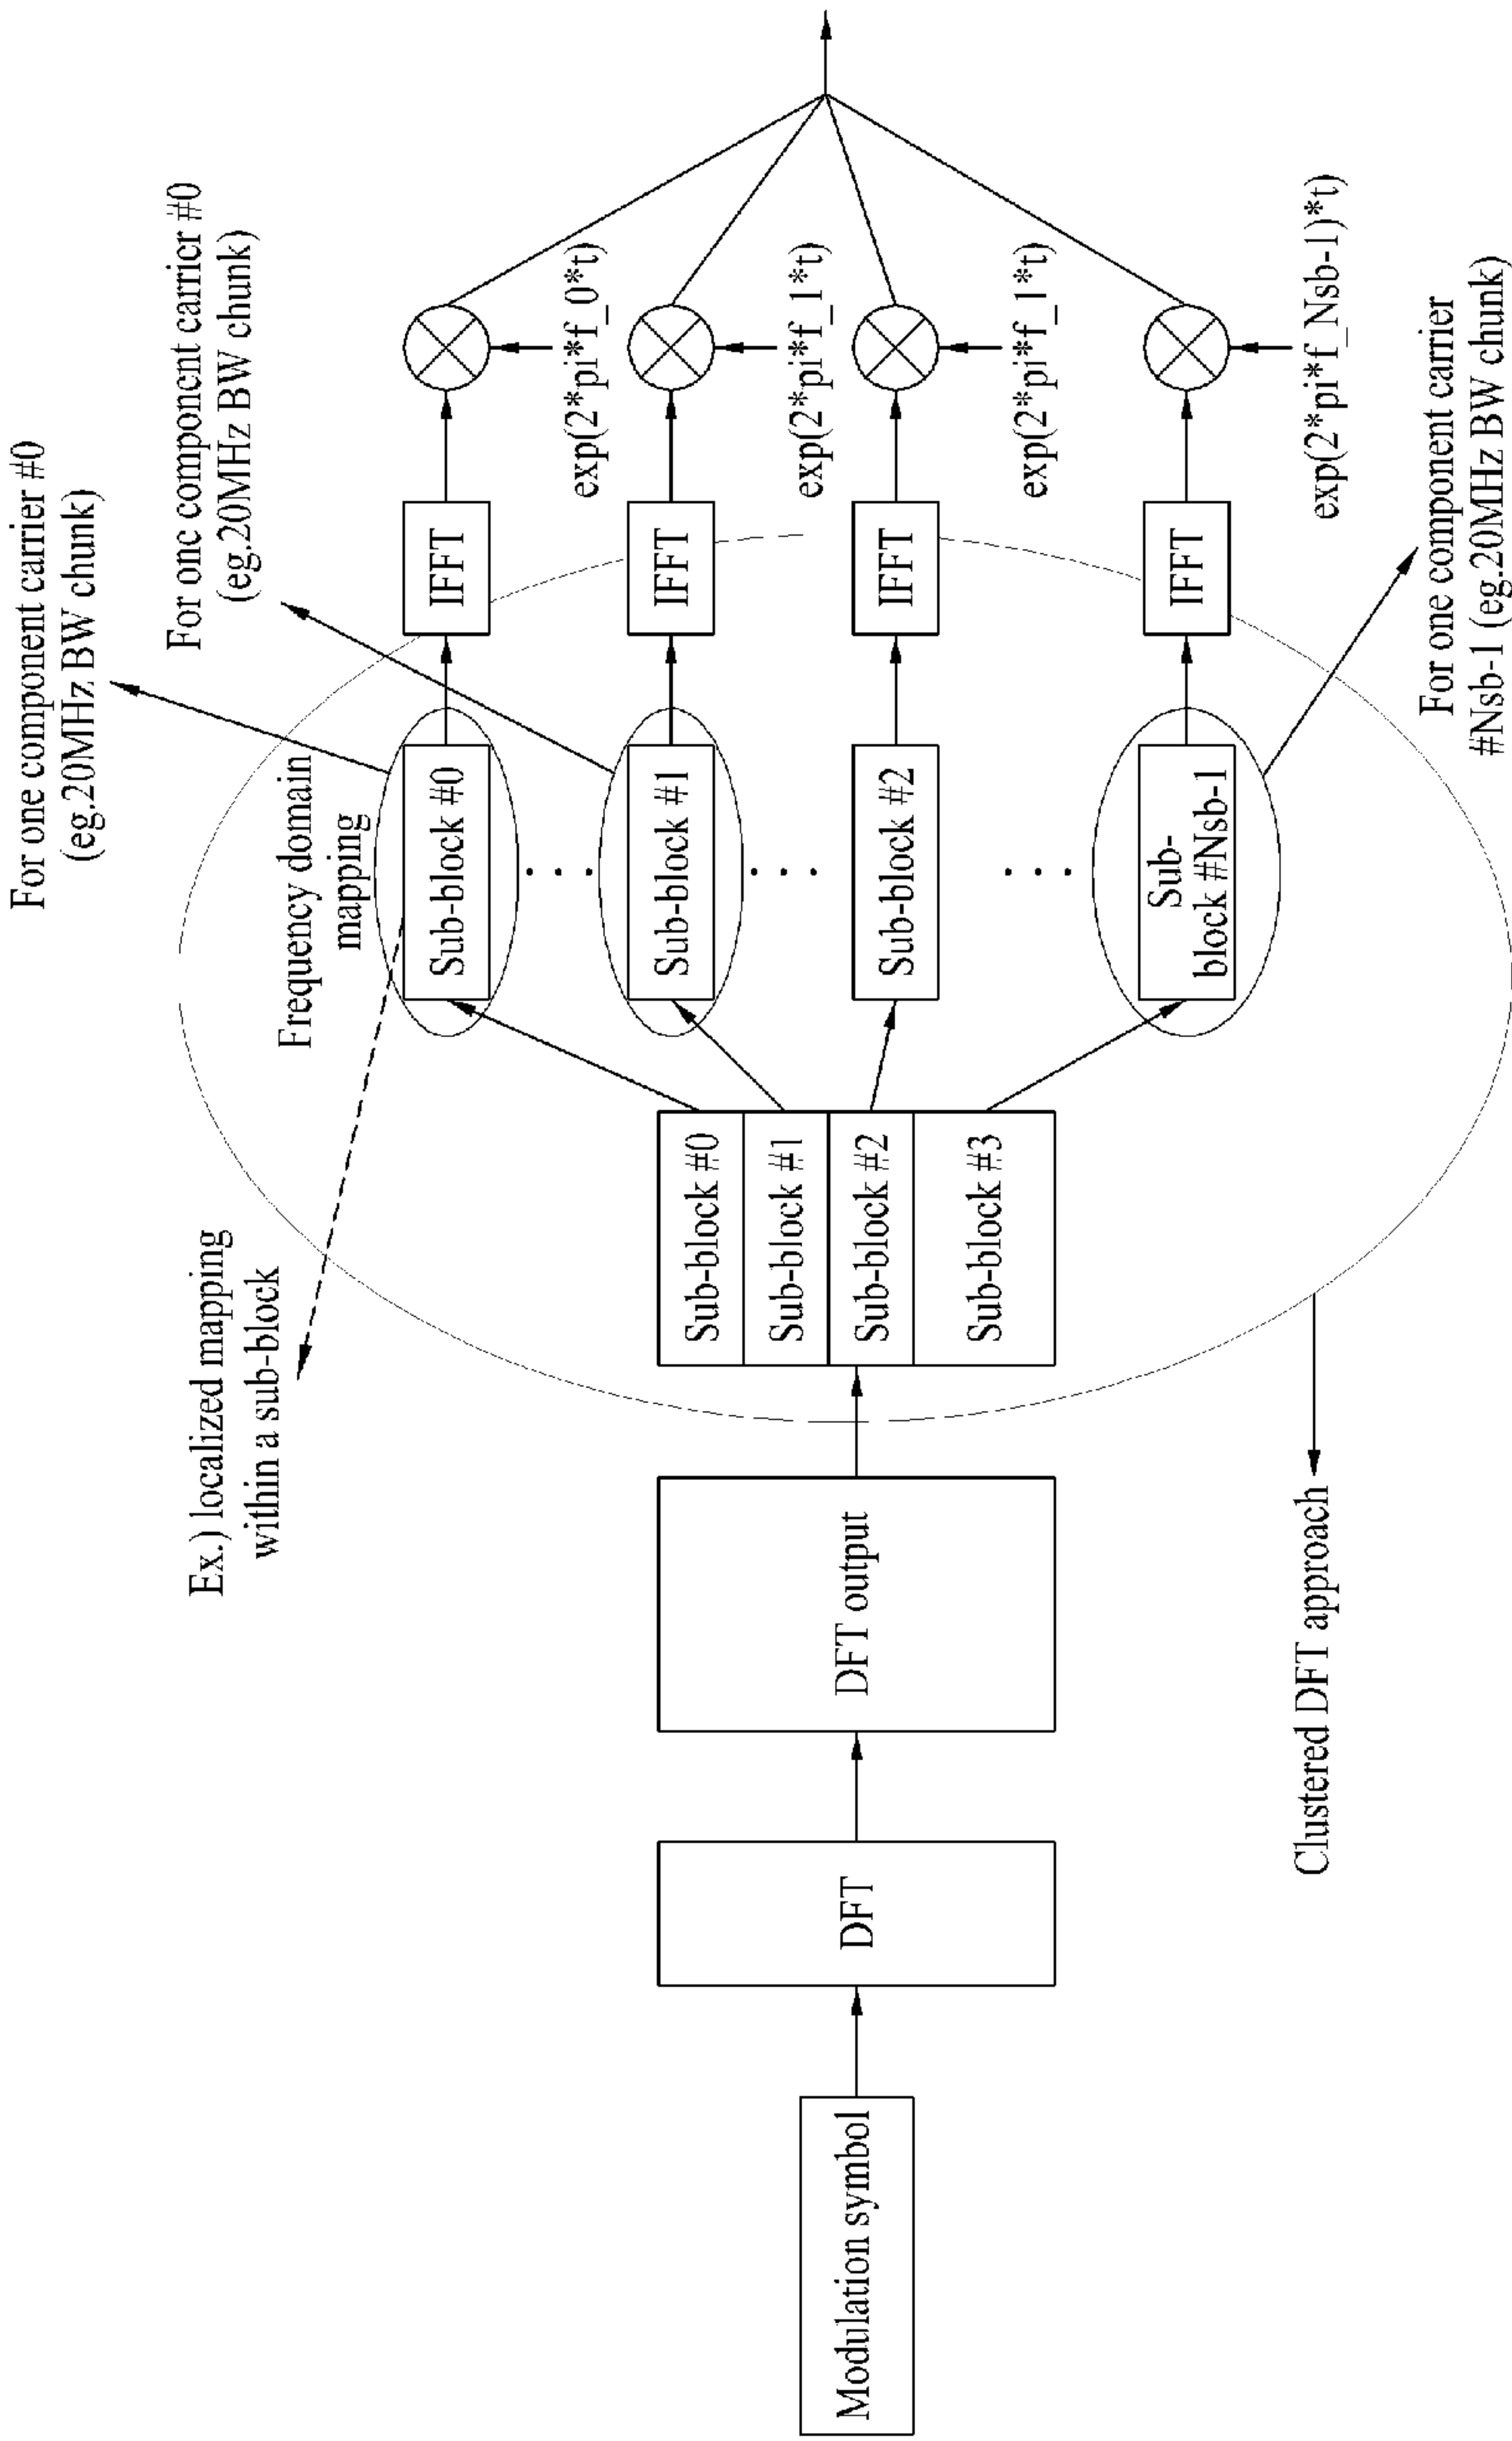 For one component carrier #0
(eg.20MHz BW chunk)
For one component carrier #0
(eg.20MHz BW chunk)
Ex.) localized mapping
within a sub-block
Frequency domain
mapping
Modulation symbol
DFT
DFT output
Sub-block #0
Sub-block #1
Sub-block #2
Sub-block #3
Sub-block #0
IFFT
exp(2*pi*f_0*t)
Sub-block #1
IFFT
exp(2*pi*f_1*t)
Sub-block #2
IFFT
exp(2*pi*f_1*t)
Sub-
block #Nsb-1
IFFT
exp(2*pi*f_Nsb-1)*t)
Clustered DFT approach
For one component carrier
#Nsb-1 (eg.20MHz BW chunk)